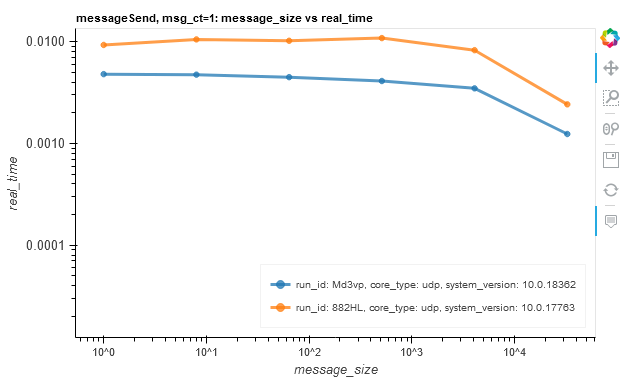 messageSend, msg_ct=1: message_size vs real_time
0.0100
0.0010
0.0001
real_time
run_id: Md3vp, core_type: udp, system_version: 10.0.18362
run_id: 882HL, core_type: udp, system_version: 10.0.17763
10^0
10^1
10^2
10^3
10^4
message_size